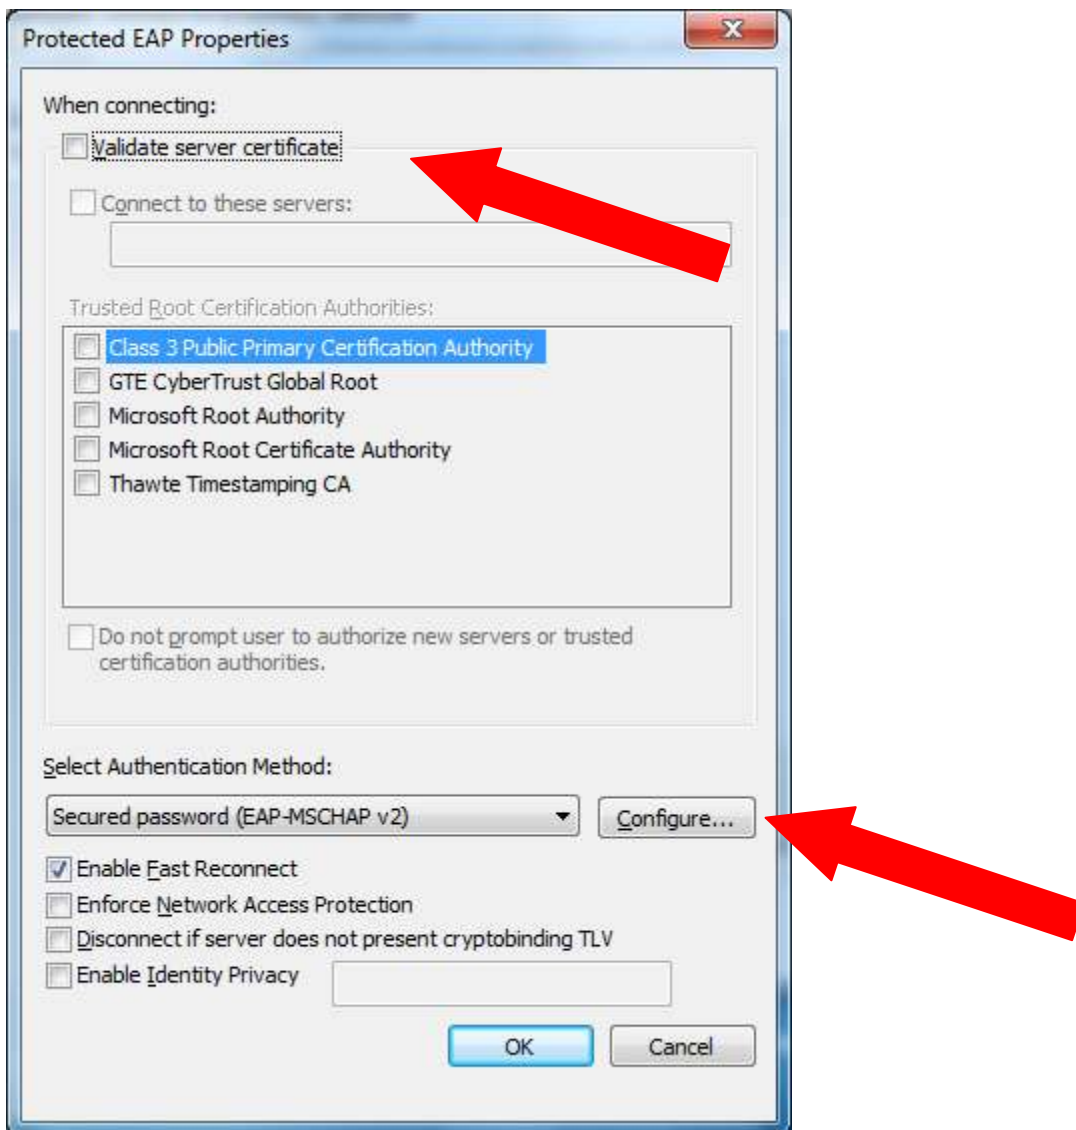 Protected EAP Properties
When connecting:
Validate server certificate
Connect to these servers:
Trusted Root Certification Authorities:
Class 3 Public Primary Certification Authority
GTE CyberTrust Global Root
Microsoft Root Authority
Microsoft Root Certificate Authority
Thawte Timestamping CA
Do not prompt user to authorize new servers or trusted
certification authorities.
Select Authentication Method:
Secured password (EAP-MSCHAP v2)
Configure...
Enable Fast Reconnect
Enforce Network Access Protection
Disconnect if server does not present cryptobinding TLV
Enable Identity Privacy
OK
Cancel